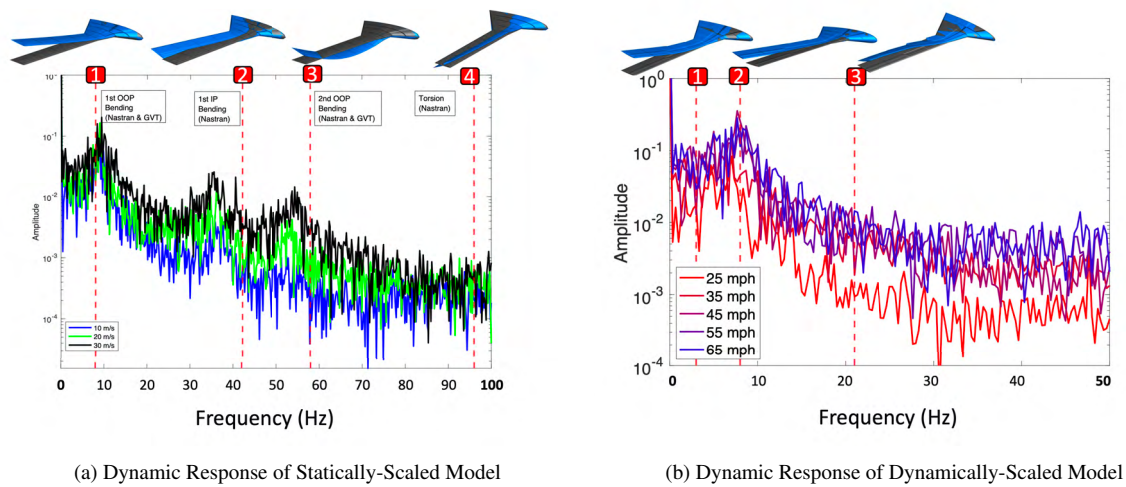 1
2
3
4
1st OOP
Bending
(Nastran & GVT)
1st IP
Bending
(Nastran)
2nd OOP
Bending
(Nastran & GVT)
Torsion
(Nastran)
10⁻¹
10⁻²
10⁻³
10⁻⁴
Amplitude
10 m/s
20 m/s
30 m/s
0 10 20 30 40 50 60 70 80 90 100
Frequency (Hz)
(a) Dynamic Response of Statically-Scaled Model
1
2
3
10⁰
10⁻¹
10⁻²
10⁻³
10⁻⁴
Amplitude
25 mph
35 mph
45 mph
55 mph
65 mph
0 10 20 30 40 50
Frequency (Hz)
(b) Dynamic Response of Dynamically-Scaled Model